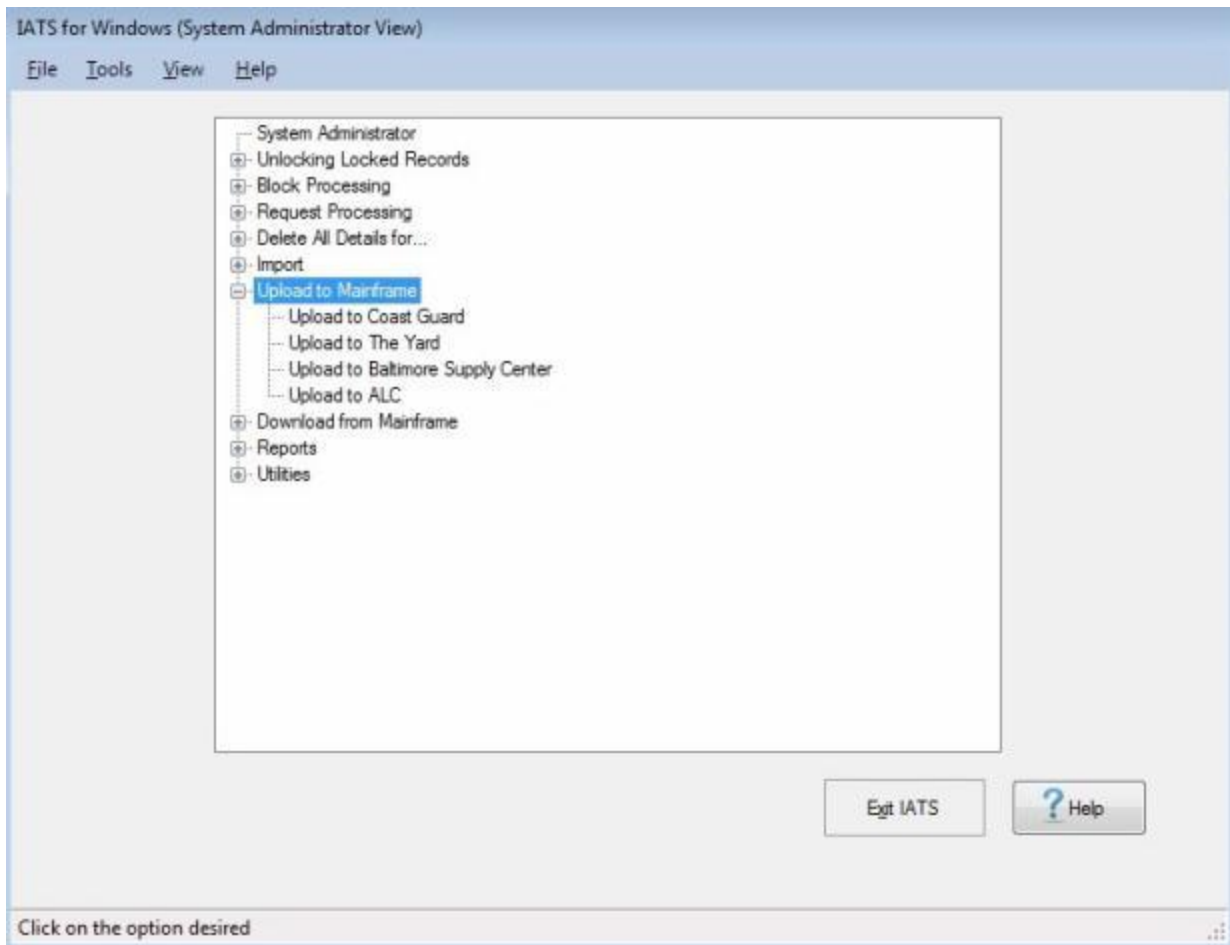 IATS for Windows (System Administrator View)
File Tools View Help
System Administrator
Unlocking Locked Records
Block Processing
Request Processing
Delete All Details for...
Import
Upload to Mainframe
Upload to Coast Guard
Upload to The Yard
Upload to Baltimore Supply Center
Upload to ALC
Download from Mainframe
Reports
Utilities
Exit IATS
? Help
Click on the option desired